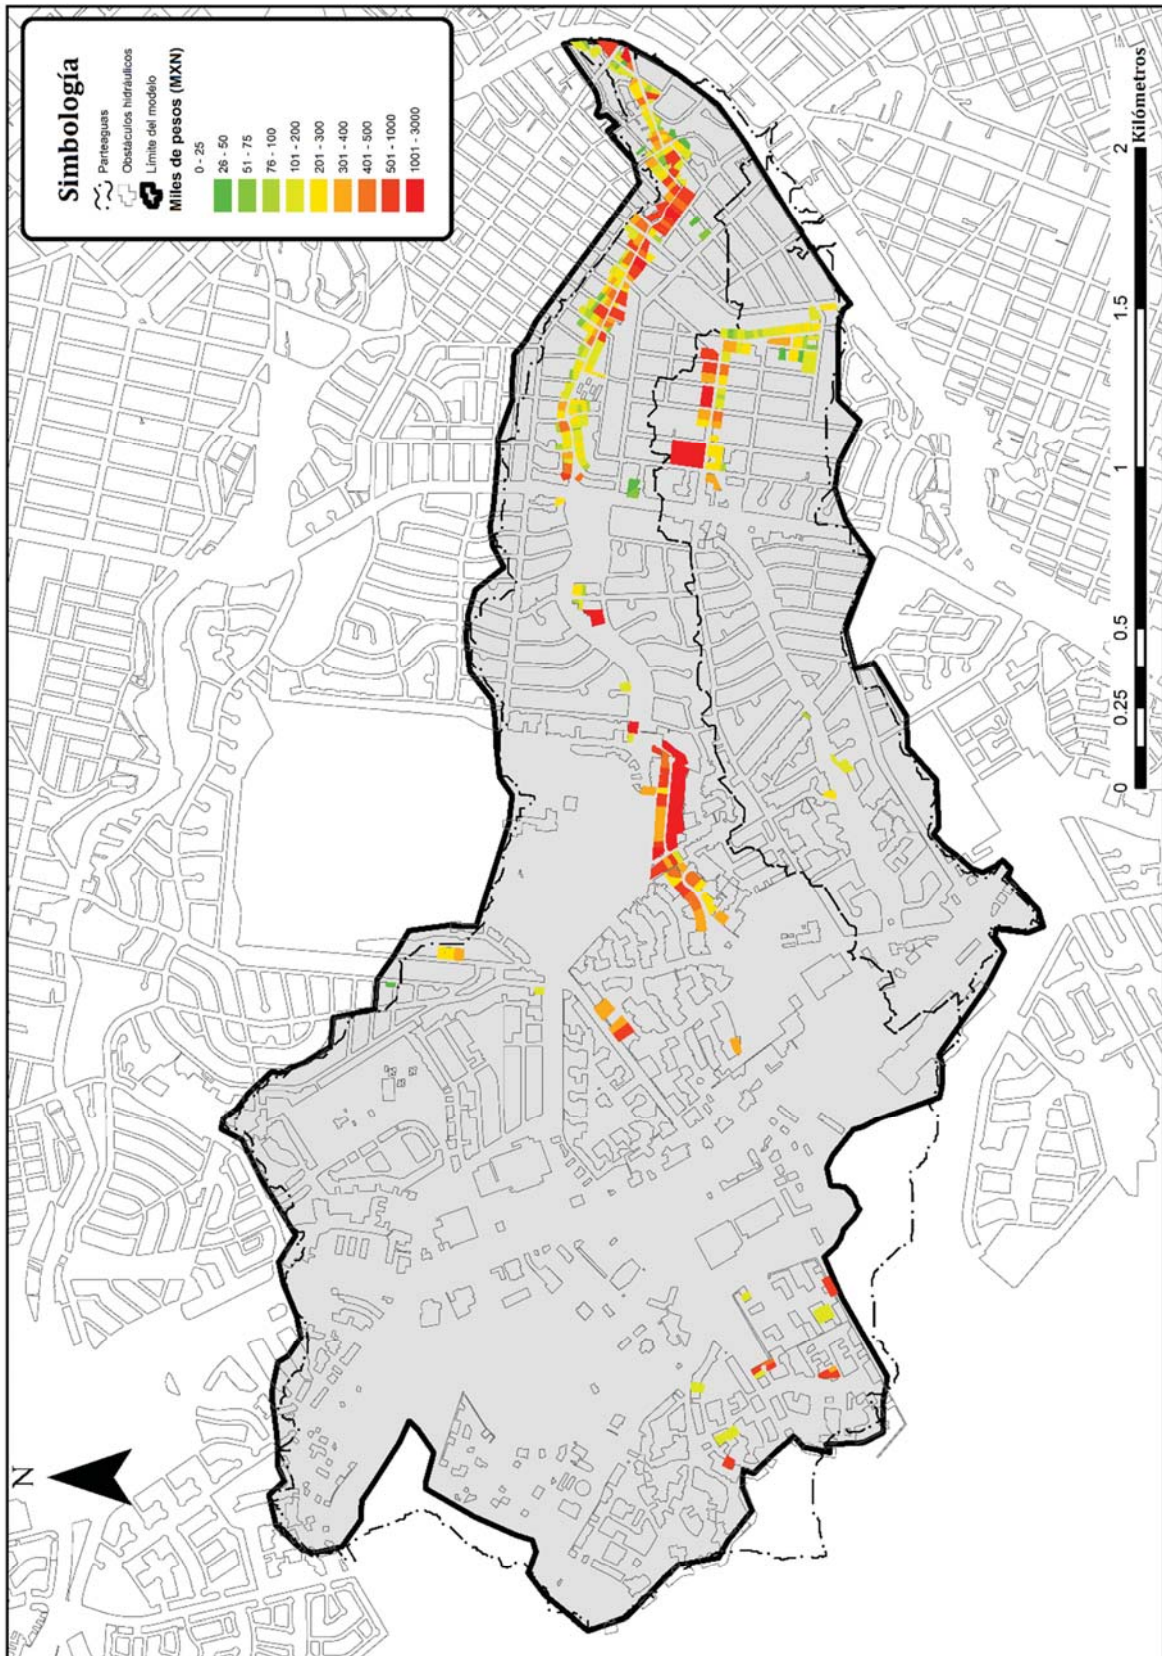 Simbología
Parteaguas
Obstáculos hidráulicos
Límite del modelo
Miles de pesos (MXN)
0 - 25
26 - 50
51 - 75
76 - 100
101 - 200
201 - 300
301 - 400
401 - 500
501 - 1000
1001 - 3000
N
0 0.25 0.5 1 1.5 2
Kilómetros